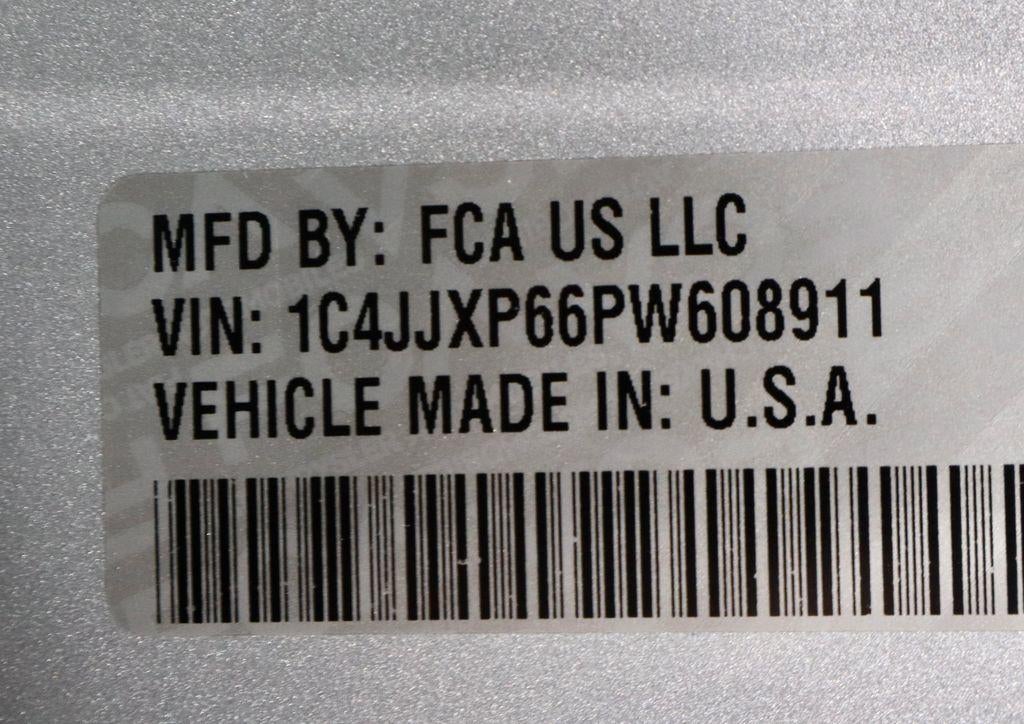 MFD BY: FCA US LLC
VIN: 1C4JJXP66PW608911
VEHICLE MADE IN: U.S.A.